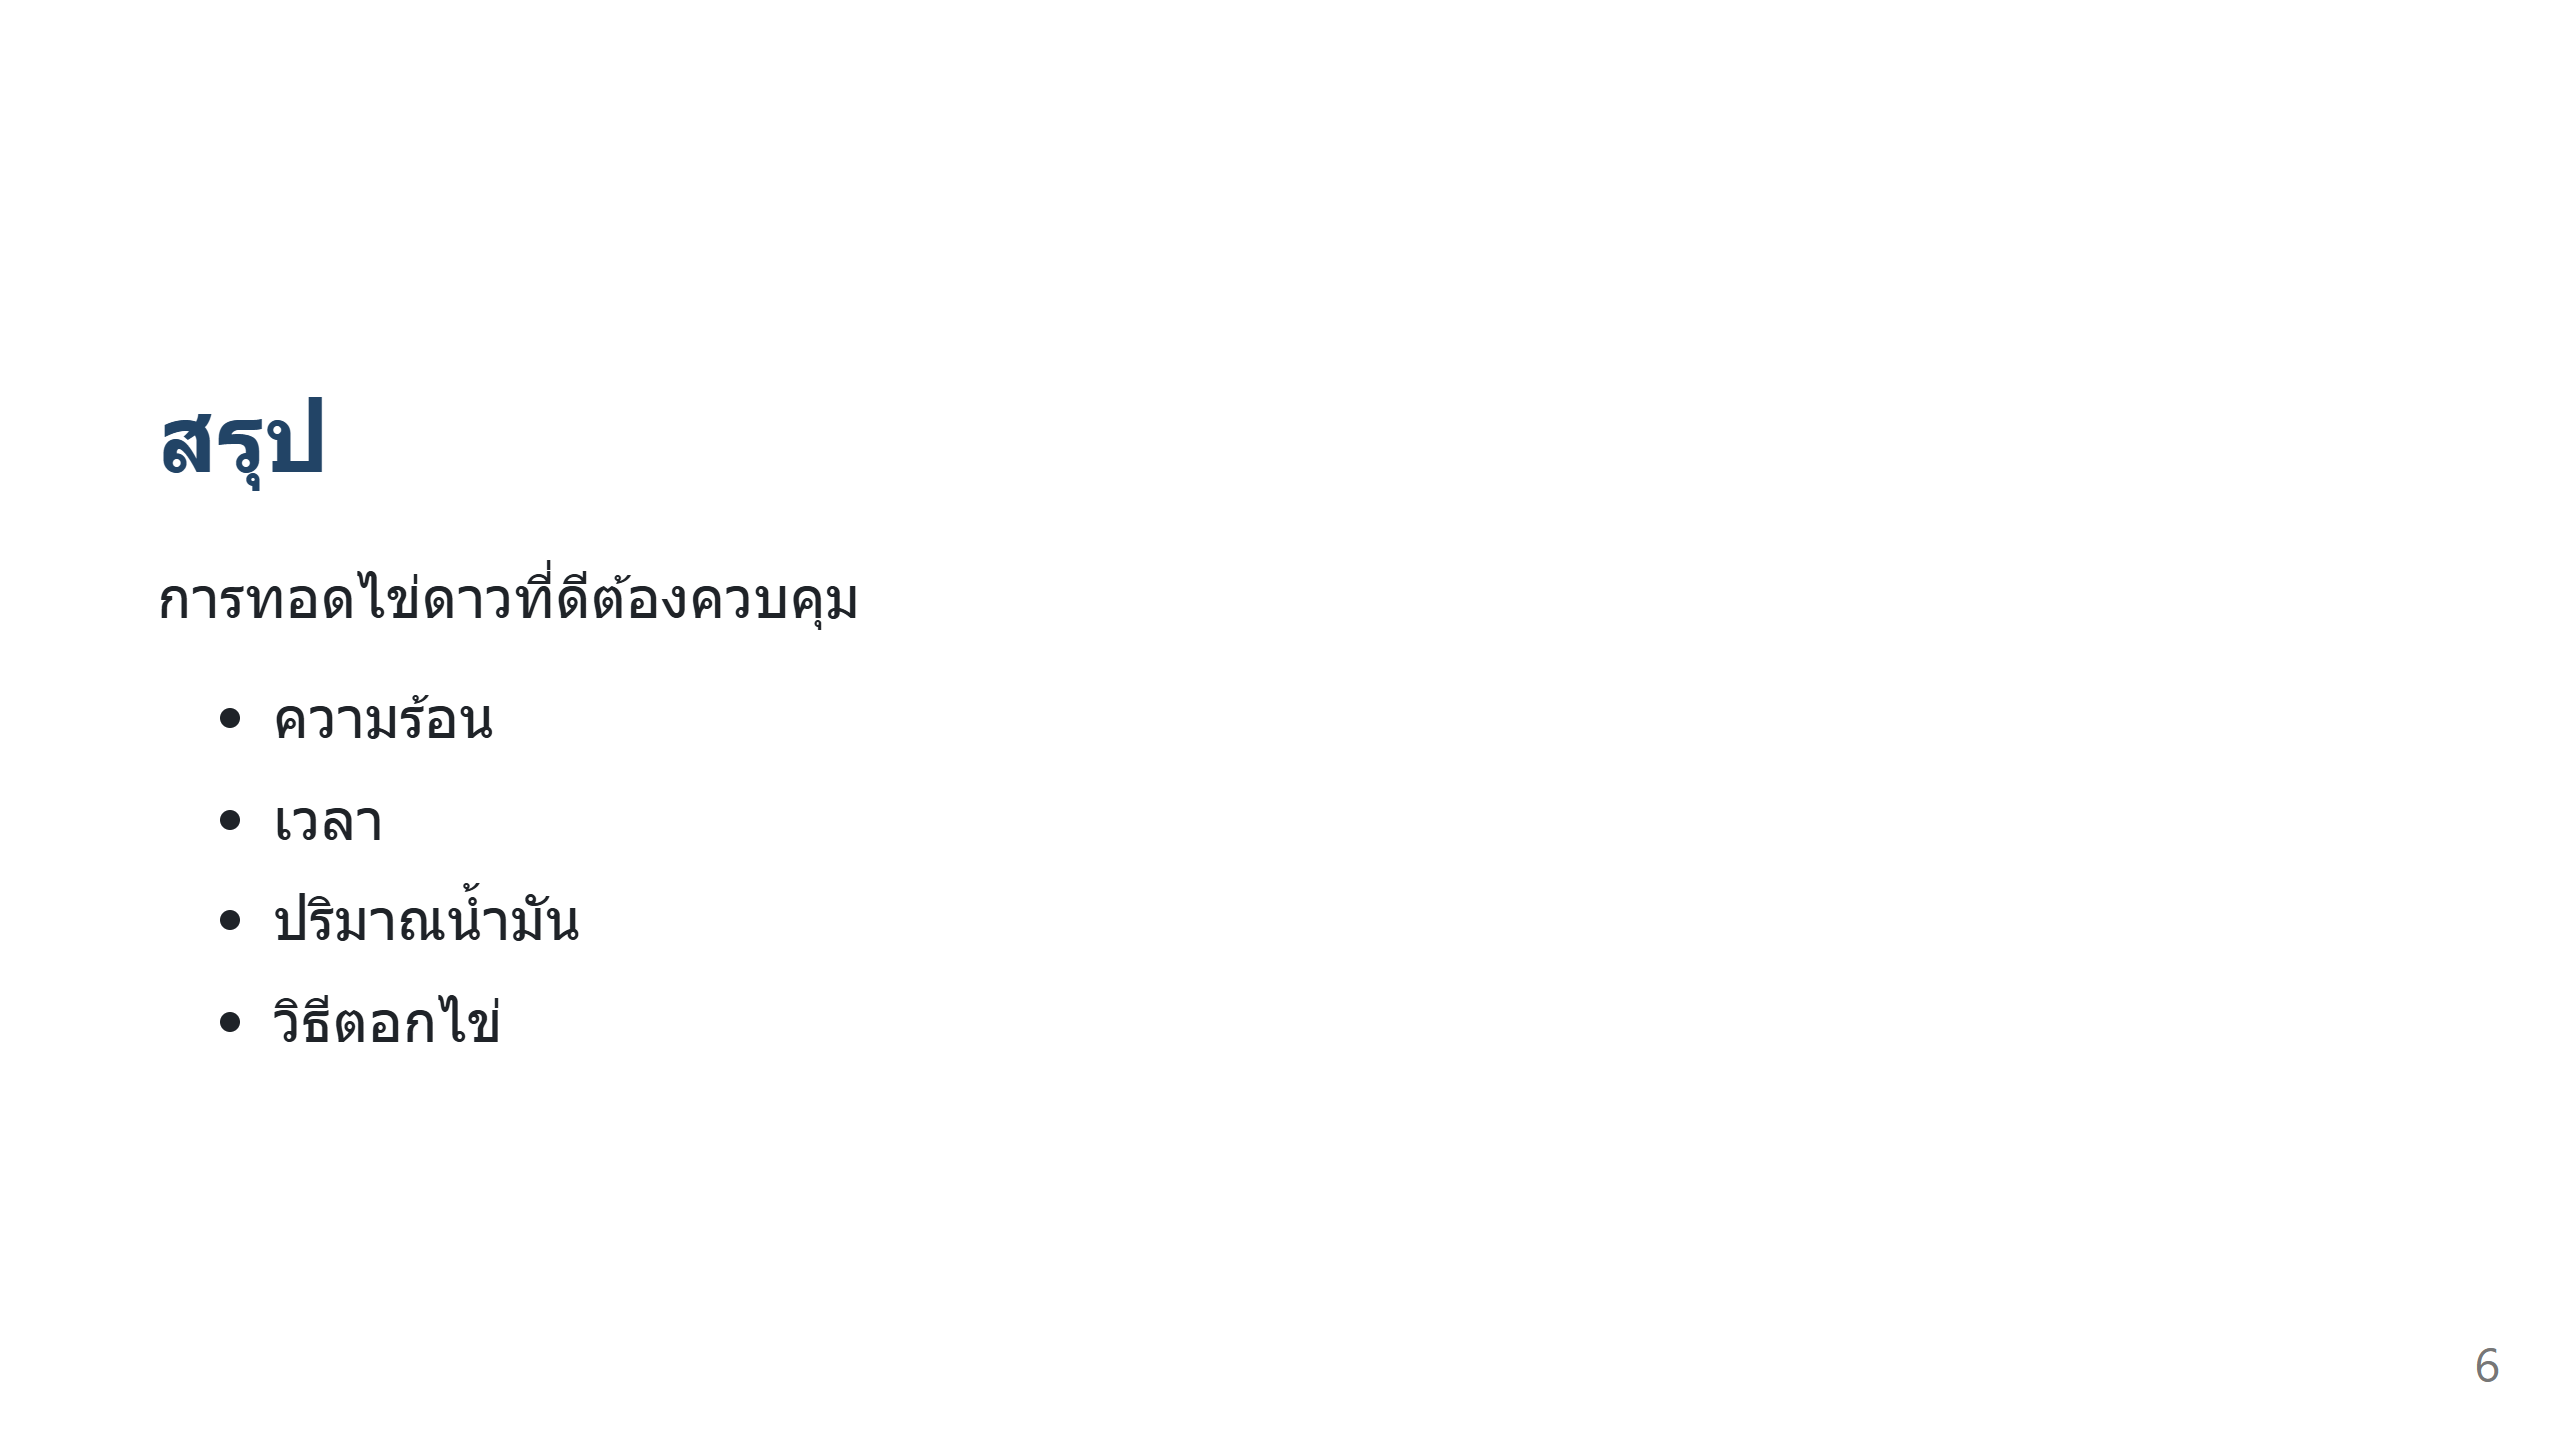 สรุป
การทอดไข่ดาวที่ดีต้องควบคุม
• ความร้อน
• เวลา
• ปริมาณน้ำมัน
• วิธีตอกไข่
6